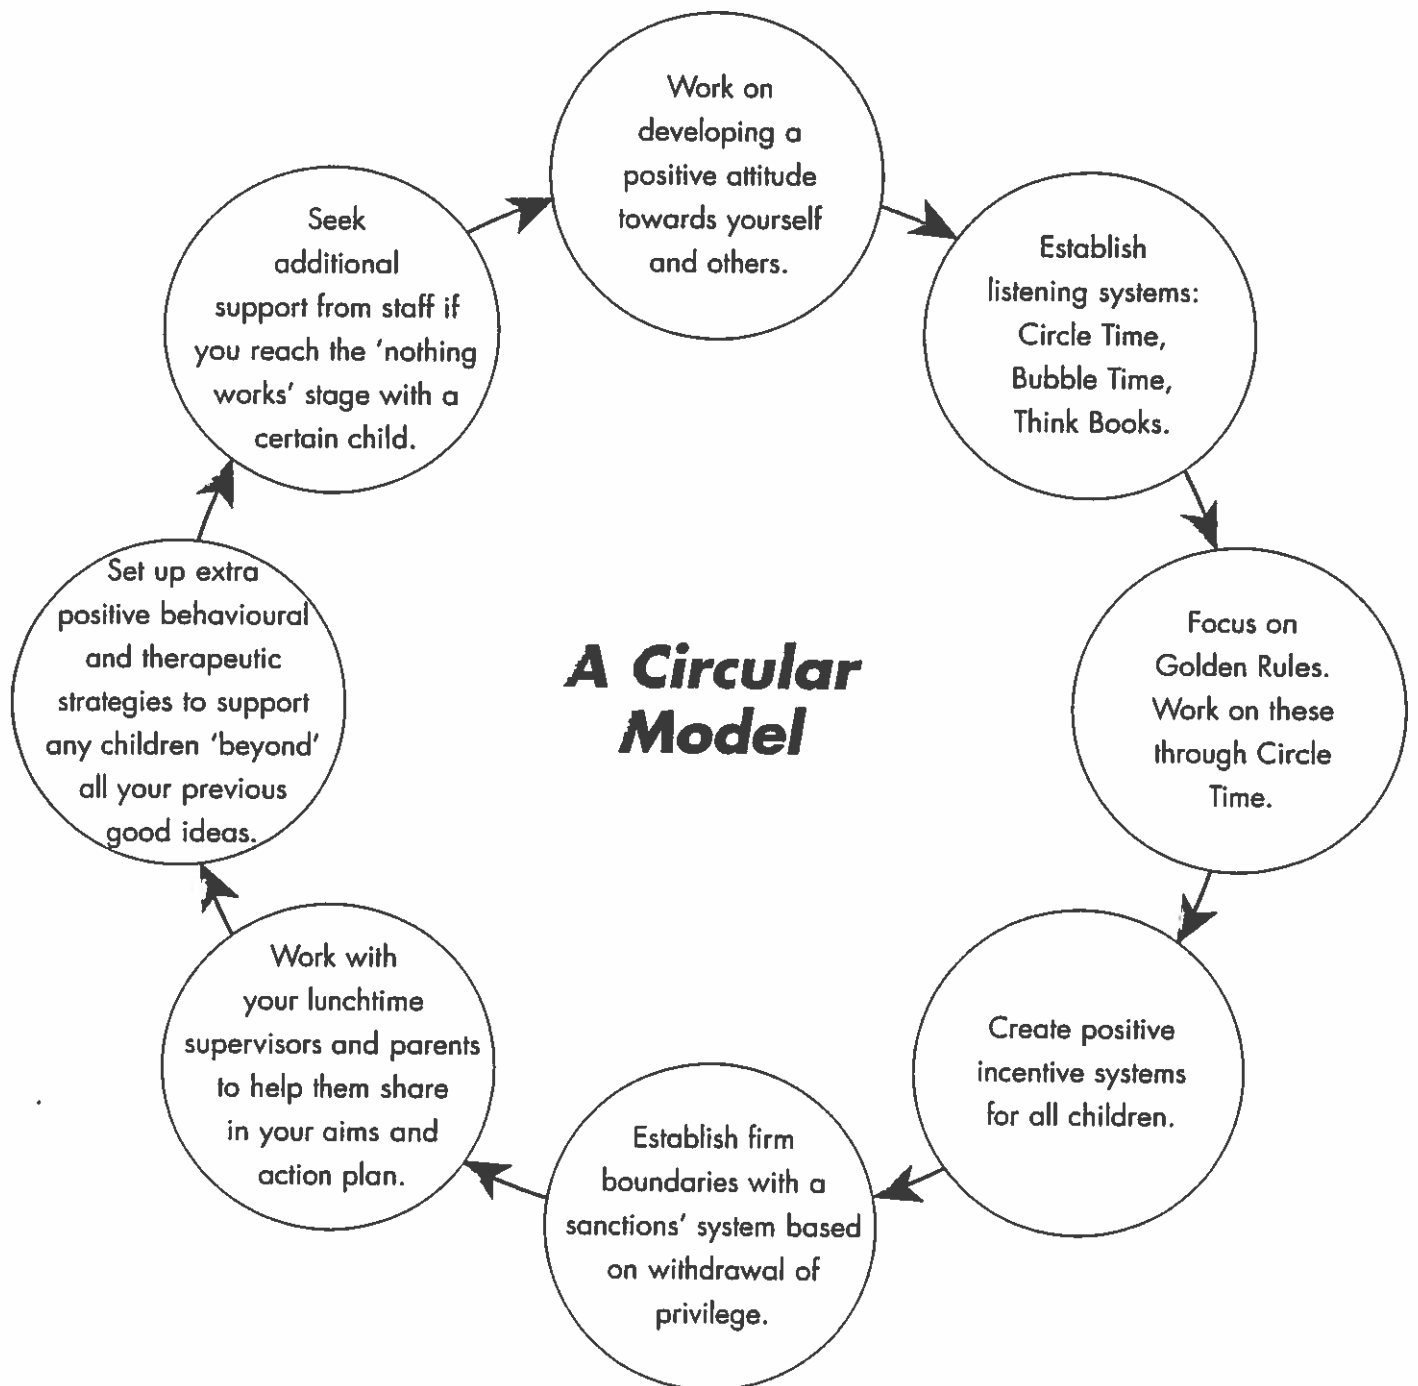 Work on
developing a
positive attitude
towards yourself
and others.
Establish
listening systems:
Circle Time,
Bubble Time,
Think Books.
Focus on
Golden Rules.
Work on these
through Circle
Time.
Create positive
incentive systems
for all children.
Establish firm
boundaries with a
sanctions' system based
on withdrawal of
privilege.
Work with
your lunchtime
supervisors and parents
to help them share
in your aims and
action plan.
Set up extra
positive behavioural
and therapeutic
strategies to support
any children 'beyond'
all your previous
good ideas.
Seek
additional
support from staff if
you reach the 'nothing
works' stage with a
certain child.
A Circular
Model